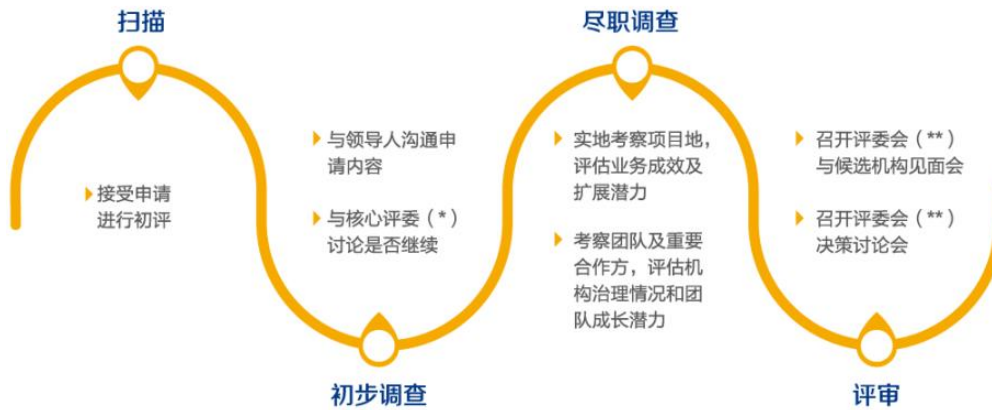 扫描
接受申请
进行初评
与领导人沟通申
请内容
与核心评委（*）
讨论是否继续
初步调查
尽职调查
实地考察项目地，
评估业务成效及
扩展潜力
考察团队及重要
合作方，评估机
构治理情况和团
队成长潜力
召开评委会（**）
与候选机构见面会
召开评委会（**）
决策讨论会
评审